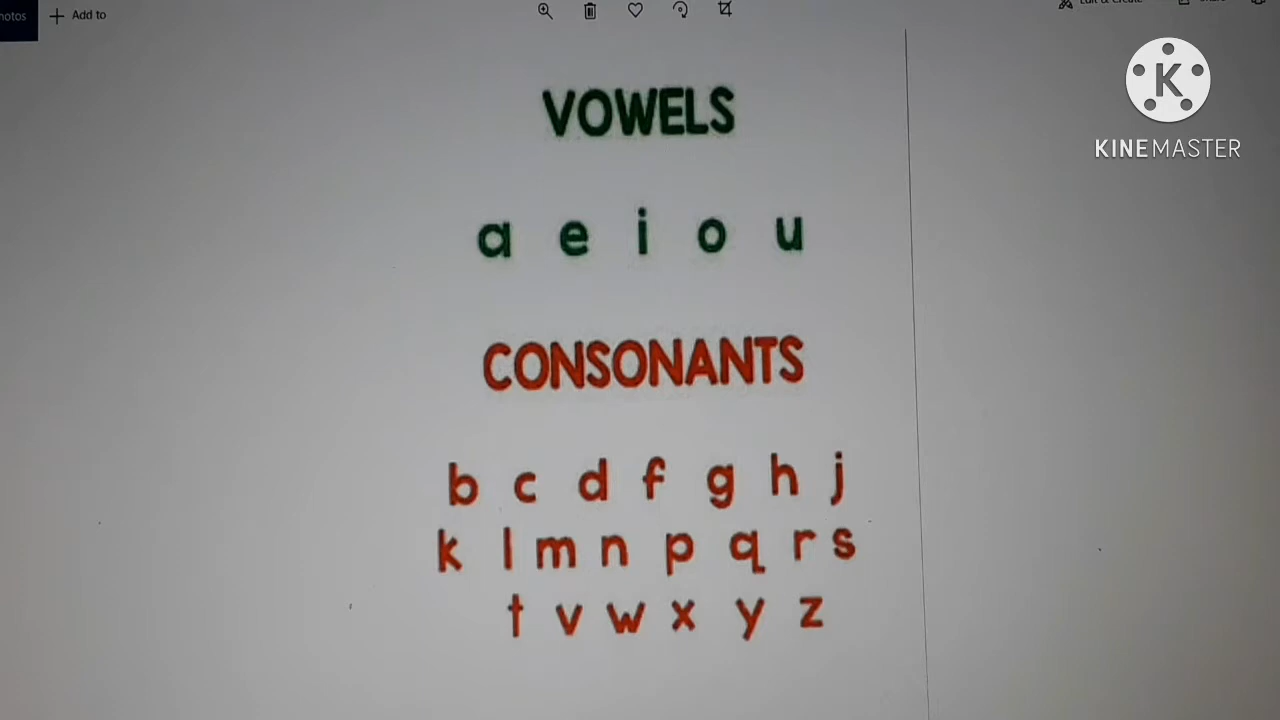 Add to
KINEMASTER
VOWELS
a e i o u
CONSONANTS
b c d f g h j
k l m n p q r s
t v w x y z